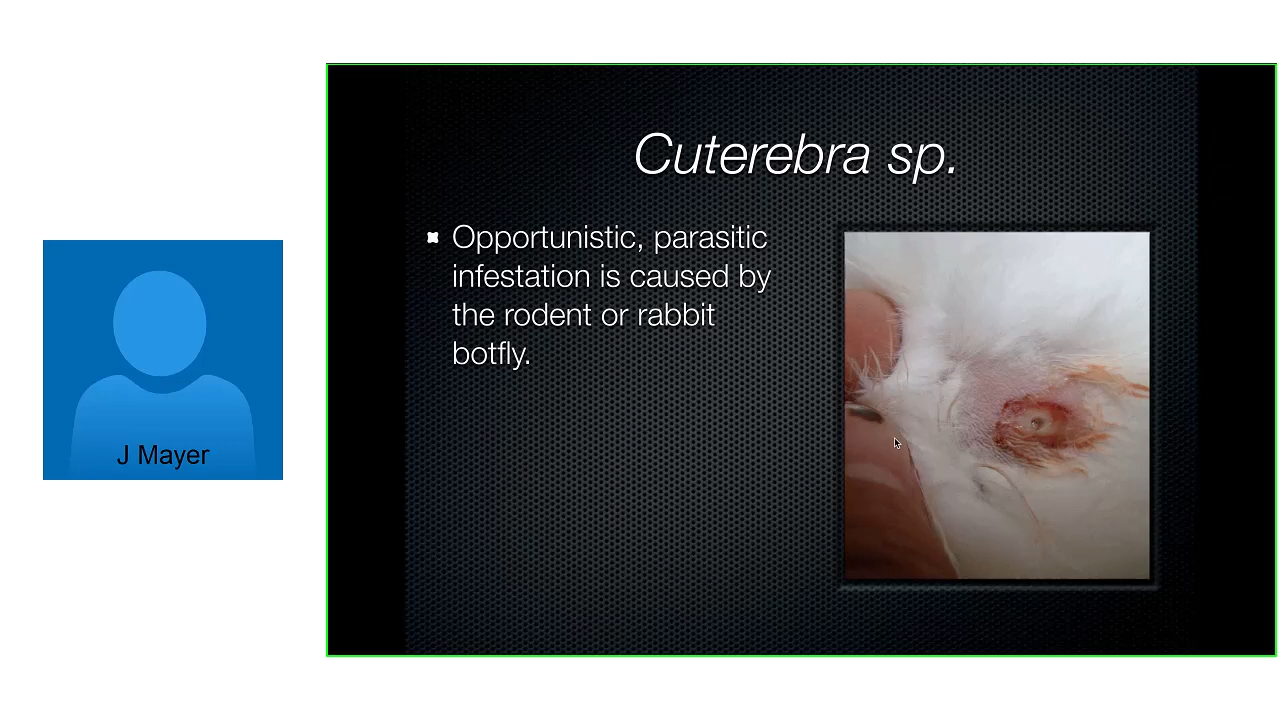 Cuterebra sp.
Opportunistic, parasitic
infestation is caused by
the rodent or rabbit
botfly.
J Mayer